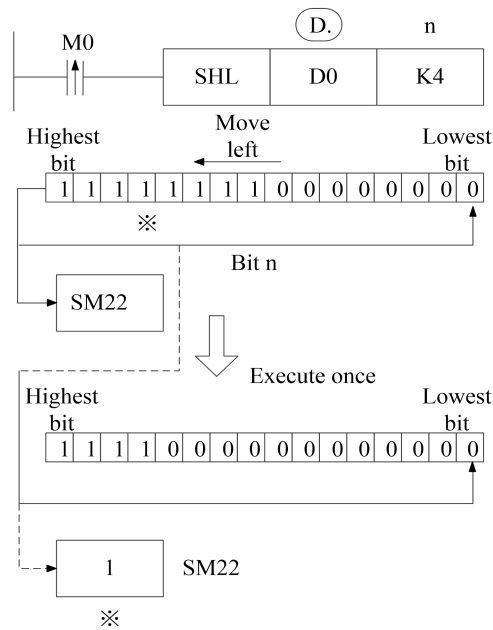 D. n
M0
SHL D0 K4
Move
left
Highest
bit
Lowest
bit
1 1 1 1 1 1 1 1 0 0 0 0 0 0 0 0
※
Bit n
SM22
Execute once
Highest
bit
Lowest
bit
1 1 1 1 0 0 0 0 0 0 0 0 0 0 0 0
1 SM22
※